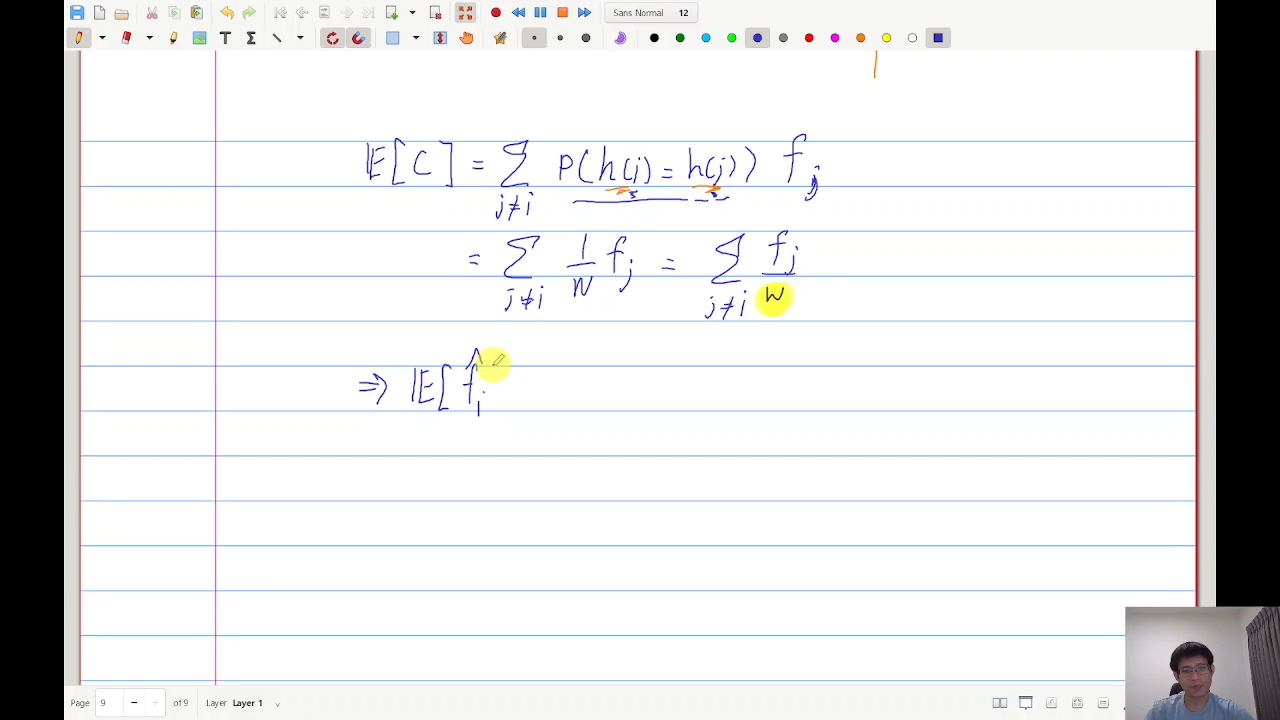 Sans Normal 12
𝔼[C] = ∑_{j≠i} P(h(i) = h(j)) f_j
= ∑_{j≠i} 1/W f_j = ∑_{j≠i} f_j/W
⇒ 𝔼[f̂_i
Page 9 of 9 Layer Layer 1